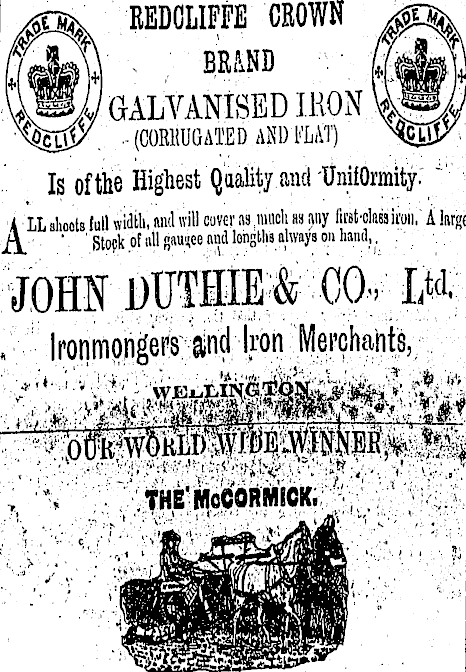 REDCLIFFE CROWN
BRAND
TRADE MARK
REDCLIFFE
TRADE MARK
REDCLIFFE
GALVANISED IRON
(CORRUGATED AND FLAT)
Is of the Highest Quality and Uniformity.
ALL sheets full width, and will cover as much as any first-class iron. A large
Stock of all gauges and lengths always on hand,
JOHN DUTHIE & CO., Ltd.
Ironmongers and Iron Merchants,
WELLINGTON
OUR WORLD WIDE WINNER,
THE McCORMICK.